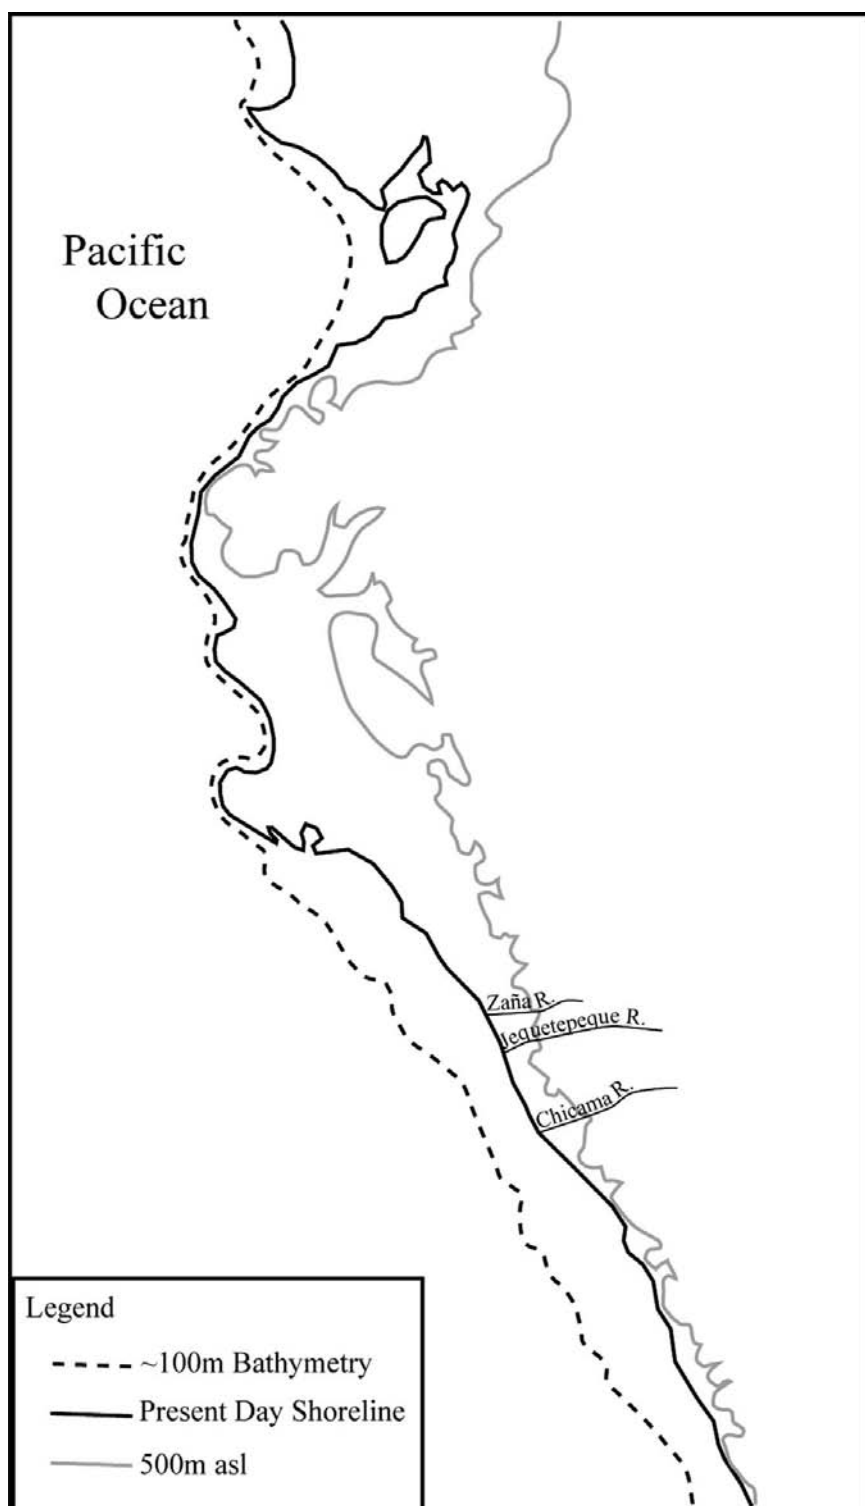 Pacific
Ocean
Zaña R.
Jequetepeque R.
Chicama R.
Legend
~100m Bathymetry
Present Day Shoreline
500m asl